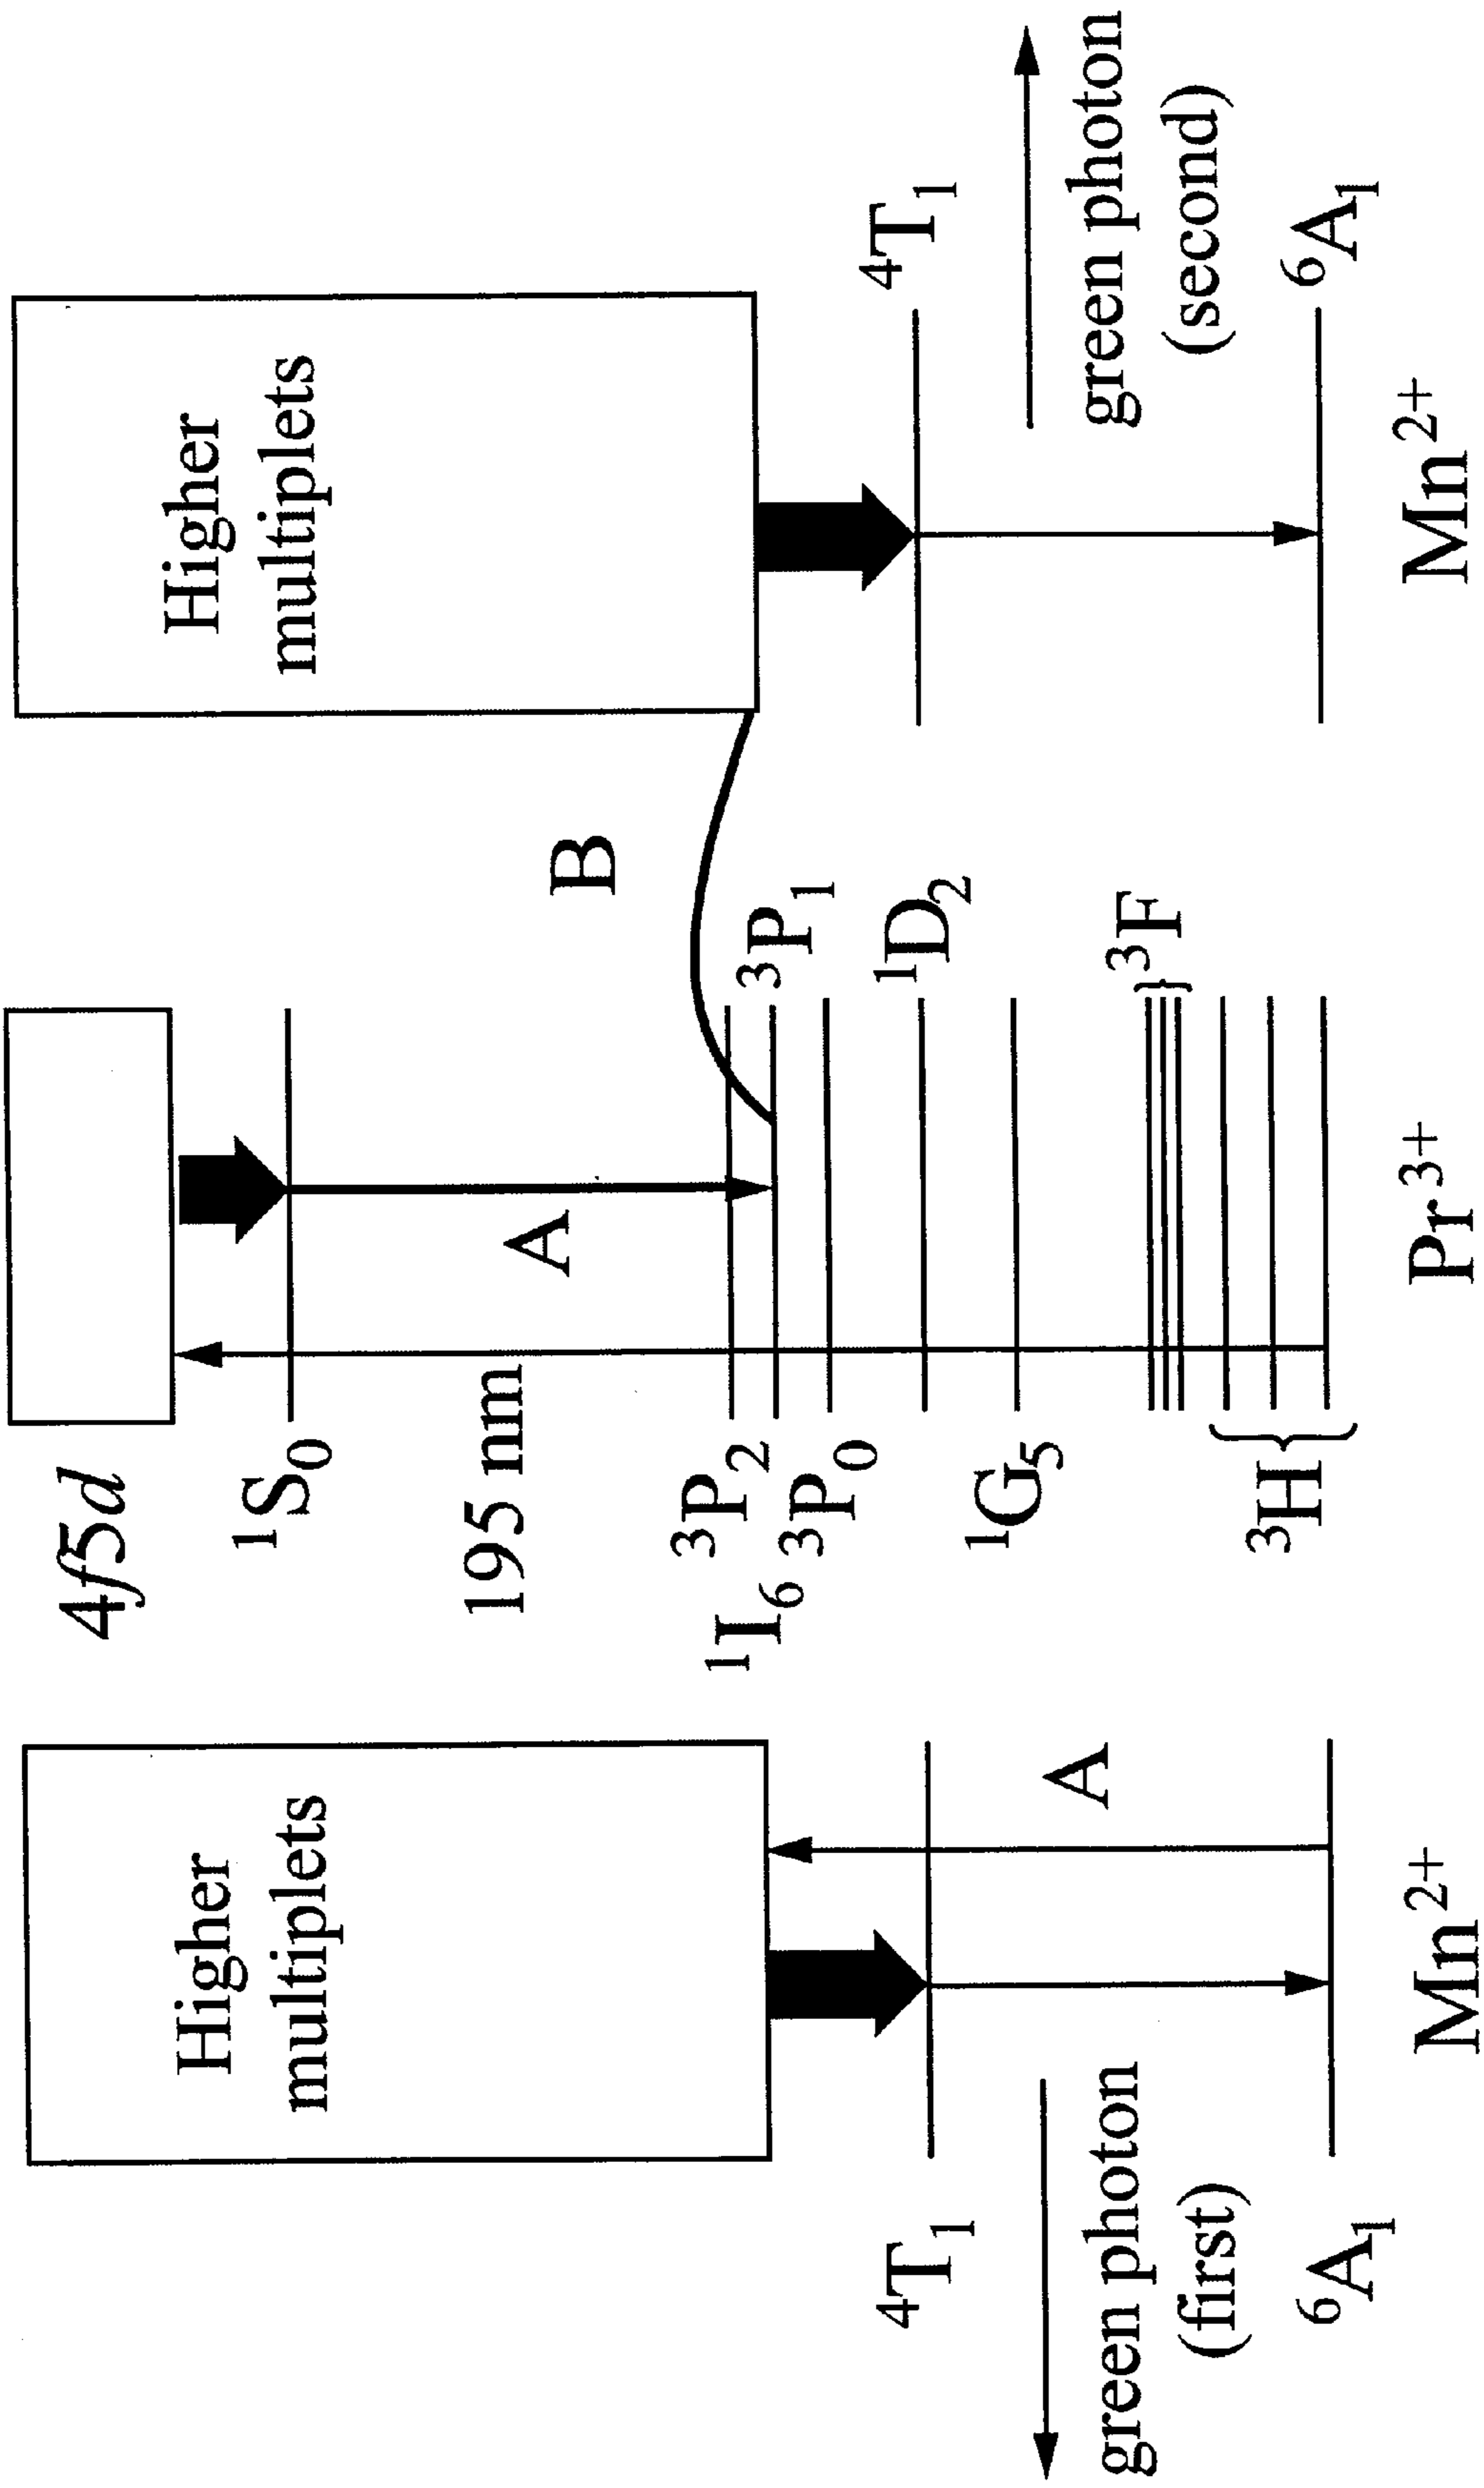 Higher
multiplets
⁴T₁
A
green photon
(first)
⁶A₁
Mn²⁺
4f5d
¹S₀
195 nm
A
³P₂
¹I₆ ³P₀
³P₁
¹D₂
¹G₅
}³F
³H{
Pr³⁺
B
Higher
multiplets
⁴T₁
green photon
(second)
⁶A₁
Mn²⁺